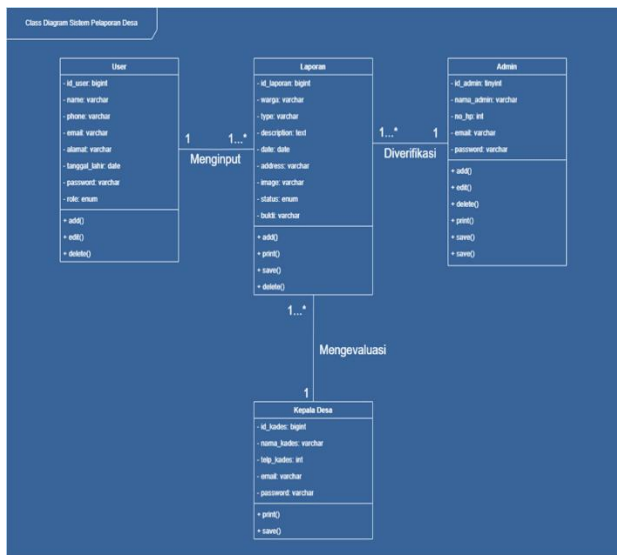 Class Diagram Sistem Pelaporan Desa
User
- id_user: bigint
- name: varchar
- phone: varchar
- email: varchar
- alamat: varchar
- tanggal_lahir: date
- password: varchar
- role: enum
+ add()
+ edit()
+ delete()
1
1...*
Menginput
Laporan
- id_laporan: bigint
- warga: varchar
- type: varchar
- description: text
- date: date
- address: varchar
- image: varchar
- status: enum
- bukti: varchar
+ add()
+ print()
+ save()
+ delete()
1...*
1
Diverifikasi
Admin
- id_admin: tinyint
- nama_admin: varchar
- no_hp: int
- email: varchar
- password: varchar
+ add()
+ edit()
+ delete()
+ print()
+ save()
+ save()
1...*
Mengevaluasi
1
Kepala Desa
- id_kades: bigint
- nama_kades: varchar
- telp_kades: int
- email: varchar
- password: varchar
+ print()
+ save()